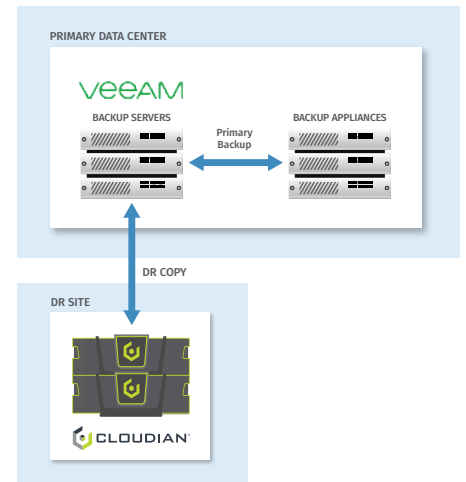 PRIMARY DATA CENTER
veeam
BACKUP SERVERS
BACKUP APPLIANCES
Primary
Backup
DR COPY
DR SITE
CLOUDIAN®